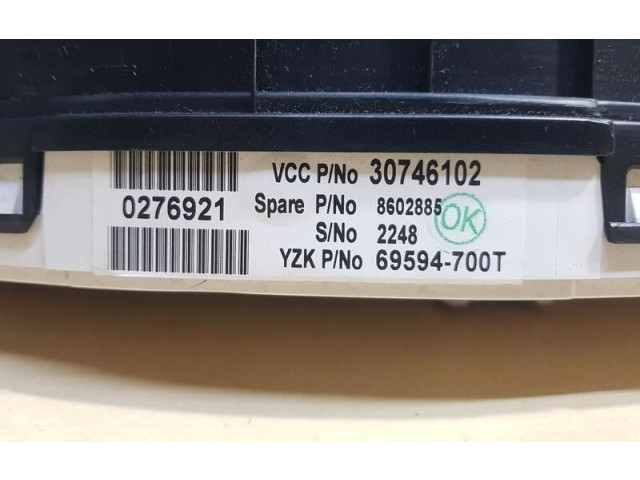 VCC P/No 30746102
0276921
Spare P/No 8602885
OK
S/No 2248
YZK P/No 69594-700T